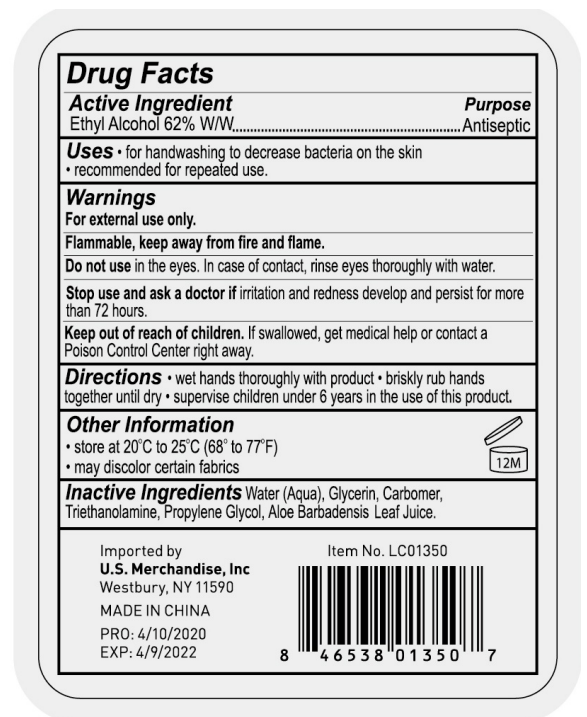 Drug Facts
Active Ingredient Purpose
Ethyl Alcohol 62% W/W.......................................................Antiseptic
Uses • for handwashing to decrease bacteria on the skin
• recommended for repeated use.
Warnings
For external use only.
Flammable, keep away from fire and flame.
Do not use in the eyes. In case of contact, rinse eyes thoroughly with water.
Stop use and ask a doctor if irritation and redness develop and persist for more
than 72 hours.
Keep out of reach of children. If swallowed, get medical help or contact a
Poison Control Center right away.
Directions • wet hands thoroughly with product • briskly rub hands
together until dry • supervise children under 6 years in the use of this product.
Other Information
• store at 20°C to 25°C (68° to 77°F)
• may discolor certain fabrics
12M
Inactive Ingredients Water (Aqua), Glycerin, Carbomer,
Triethanolamine, Propylene Glycol, Aloe Barbadensis Leaf Juice.
Imported by
U.S. Merchandise, Inc
Westbury, NY 11590
MADE IN CHINA
PRO: 4/10/2020
EXP: 4/9/2022
Item No. LC01350
8 46538 01350 7